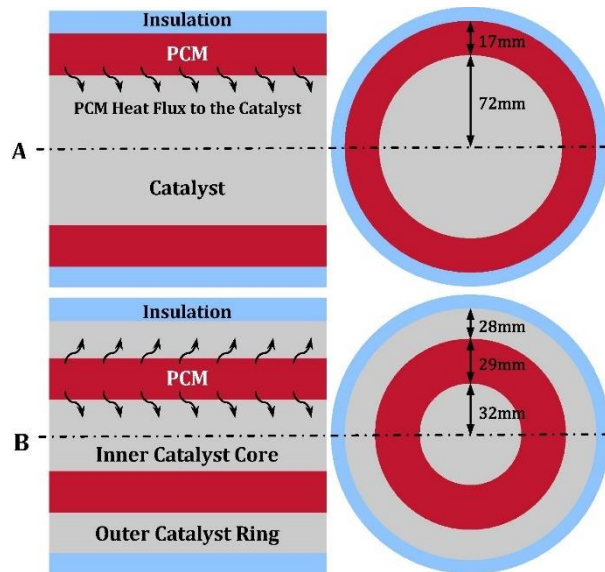 Insulation
PCM
17mm
PCM Heat Flux to the Catalyst
72mm
A
Catalyst
Insulation
28mm
PCM
29mm
32mm
B
Inner Catalyst Core
Outer Catalyst Ring